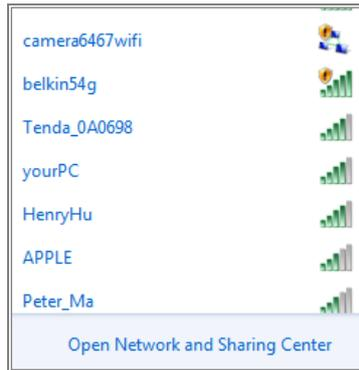 camera6467wifi
belkin54g
Tenda_0A0698
yourPC
HenryHu
APPLE
Peter_Ma
Open Network and Sharing Center